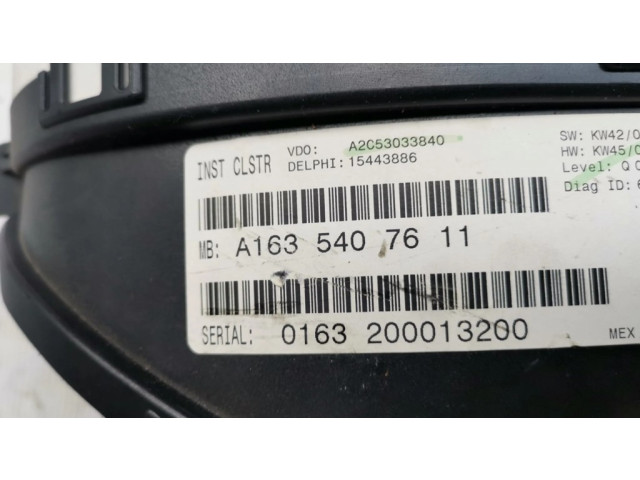 INST CLSTR
VDO: A2C53033840
DELPHI: 15443886
SW: KW42/0
HW: KW45/0
Level: Q
Diag ID:
MB: A163 540 76 11
SERIAL: 0163 200013200
MEX